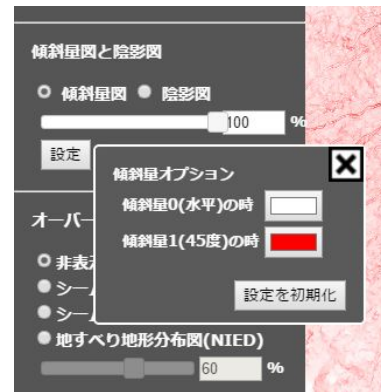 傾斜量図と陰影図
傾斜量図 陰影図
100 %
設定
傾斜量オプション
傾斜量0(水平)の時
傾斜量1(45度)の時
設定を初期化
オーバー
非表
シー
シー
地すべり地形分布図(NIED)
60 %